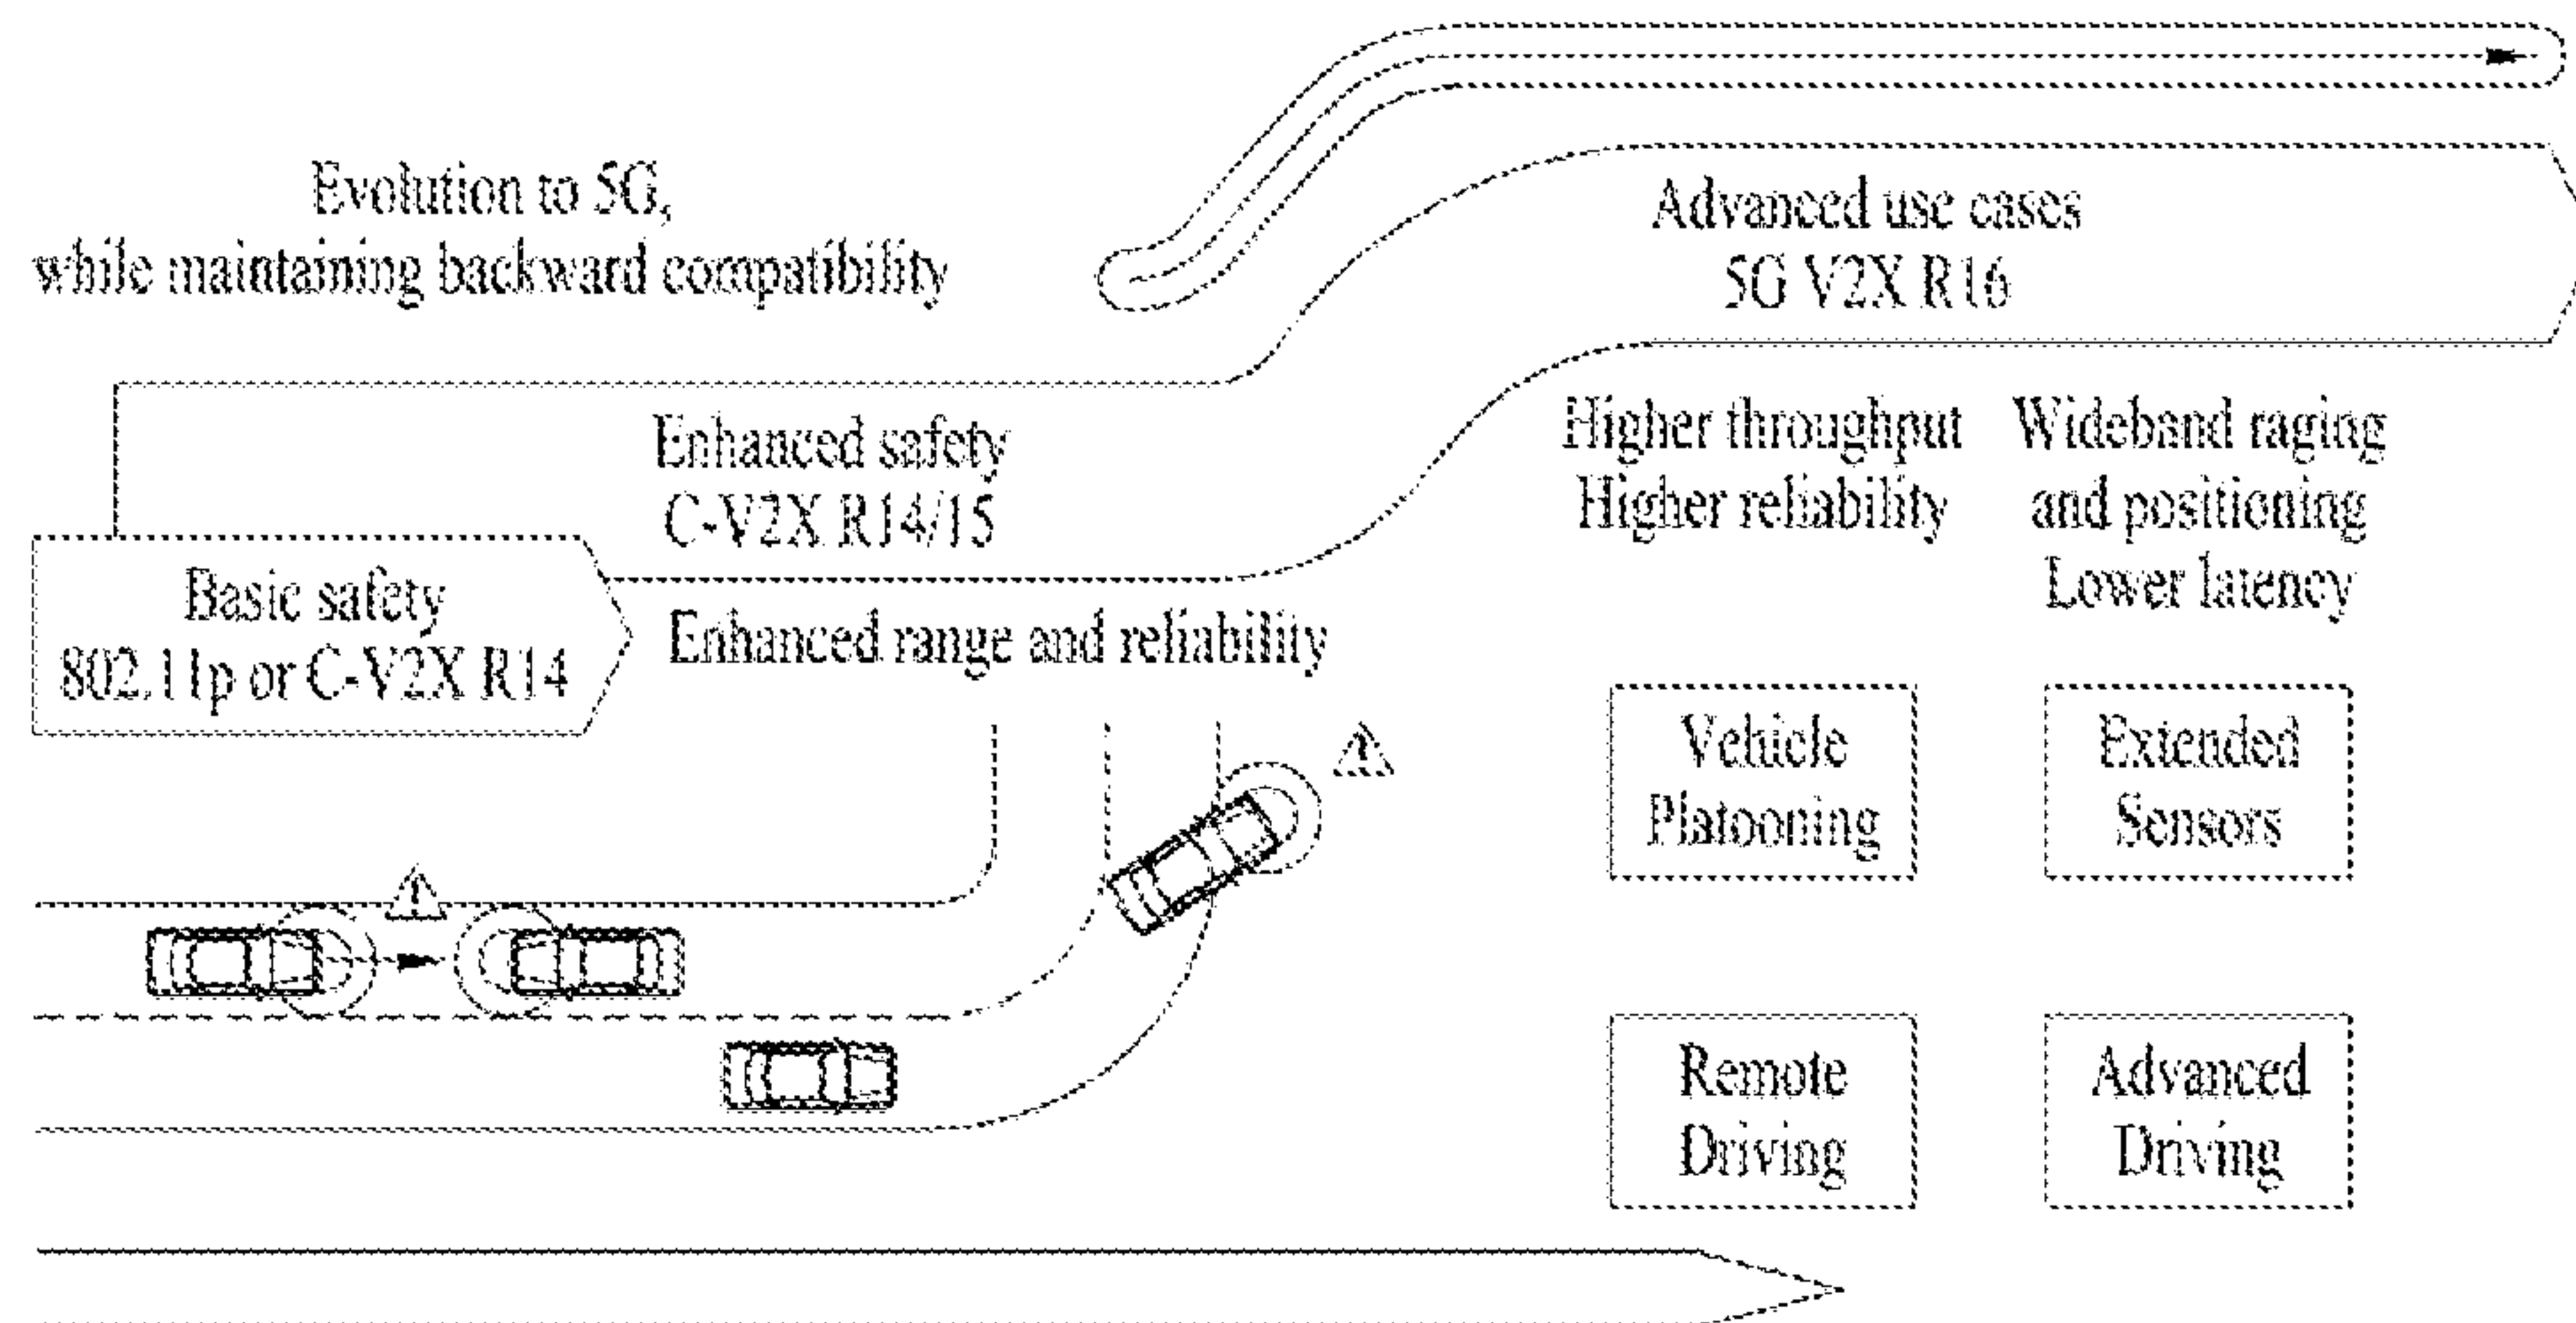 Evolution to 5G,
while maintaining backward compatibility
Advanced use cases
5G V2X R16
Enhanced safety
C-V2X R14/15
Basic safety
802.11p or C-V2X R14
Enhanced range and reliability
Higher throughput
Higher reliability
Wideband raging
and positioning
Lower latency
Vehicle
Platooning
Extended
Sensors
Remote
Driving
Advanced
Driving